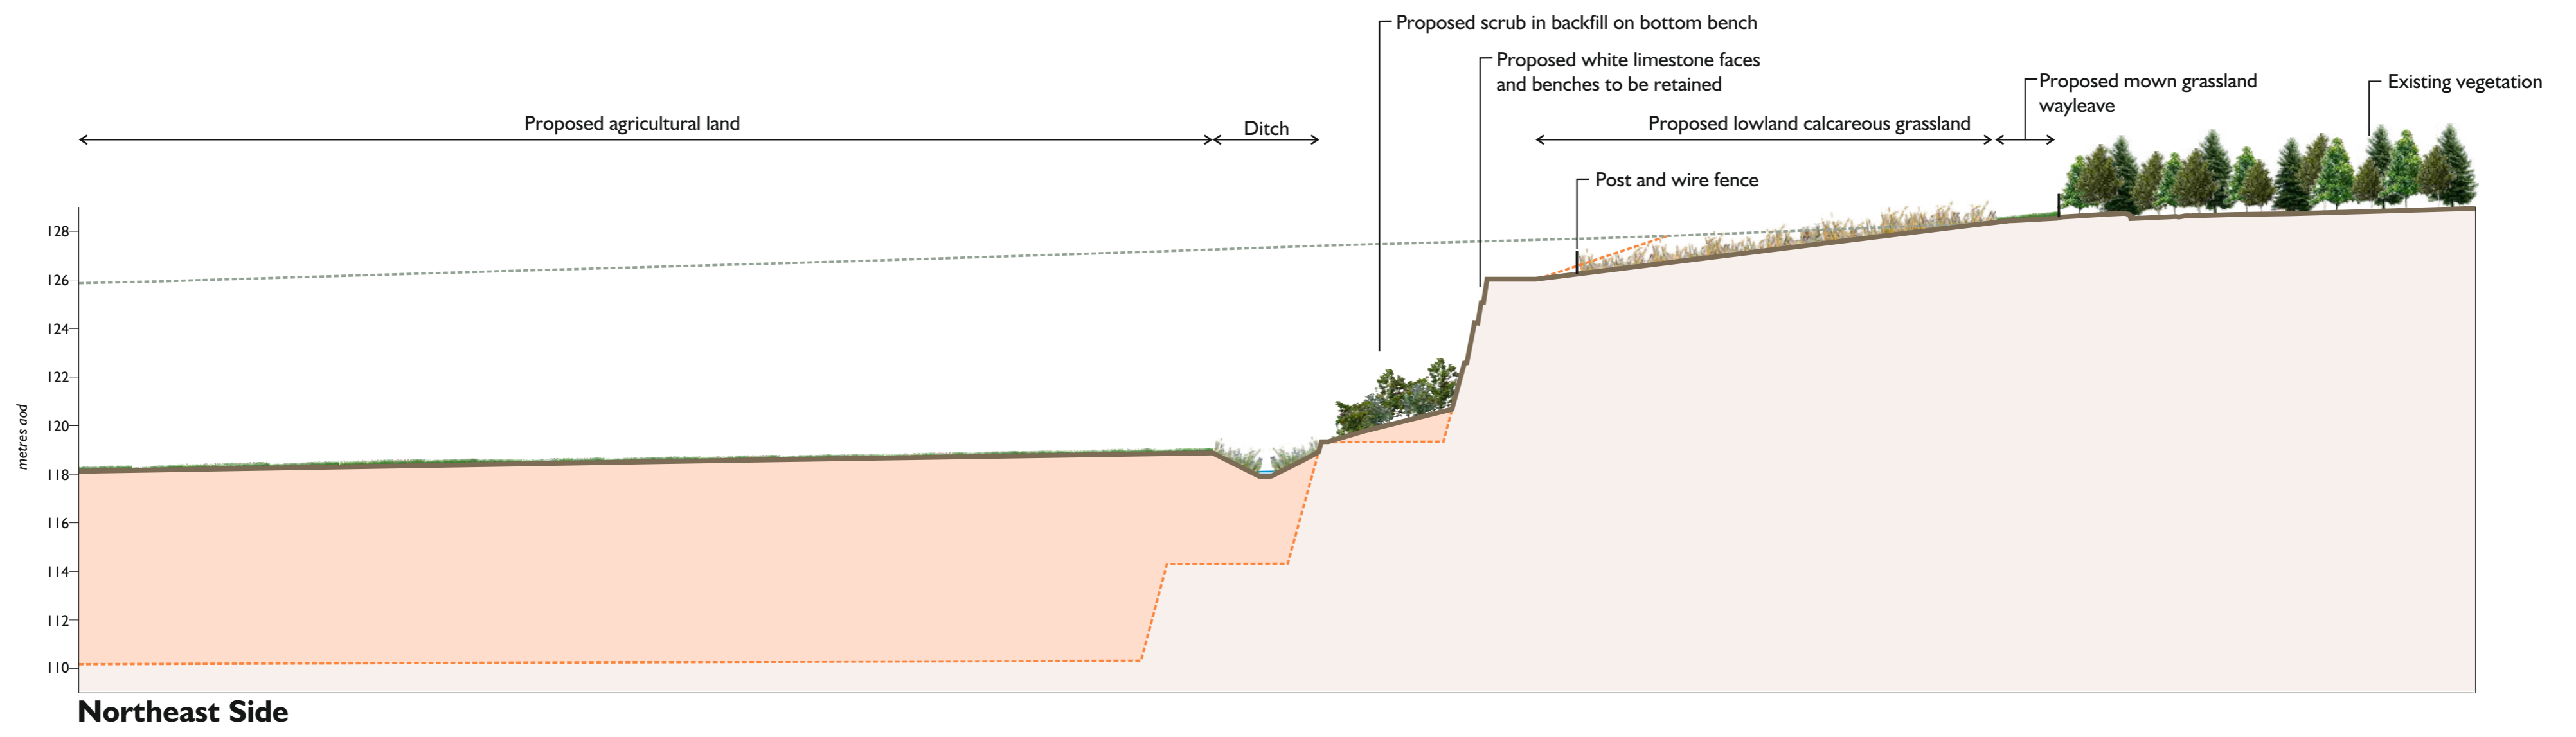 Proposed scrub in backfill on bottom bench
Proposed white limestone faces
and benches to be retained
Proposed mown grassland
wayleave
Existing vegetation
Proposed agricultural land
Ditch
Proposed lowland calcareous grassland
Post and wire fence
128
126
124
122
120
118
116
114
112
110
metres aod
Northeast Side